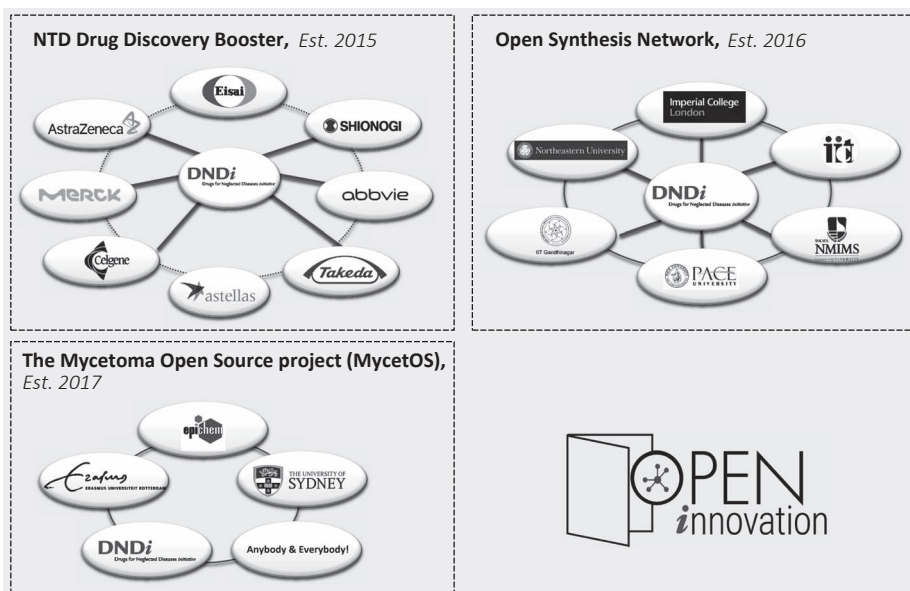 NTD Drug Discovery Booster, Est. 2015
Eisai
AstraZeneca
SHIONOGI
DNDi
Drugs for Neglected Diseases initiative
MERCK
abbvie
Celgene
Takeda
astellas
Open Synthesis Network, Est. 2016
Imperial College
London
Northeastern University
iit
DNDi
Drugs for Neglected Diseases initiative
IIT Gandhinagar
SVKM'S
NMIMS
PACE
UNIVERSITY
The Mycetoma Open Source project (MycetOS),
Est. 2017
epichem
Erasmus
ERASMUS UNIVERSITEIT ROTTERDAM
THE UNIVERSITY OF
SYDNEY
DNDi
Drugs for Neglected Diseases initiative
Anybody & Everybody!
OPEN
innovation